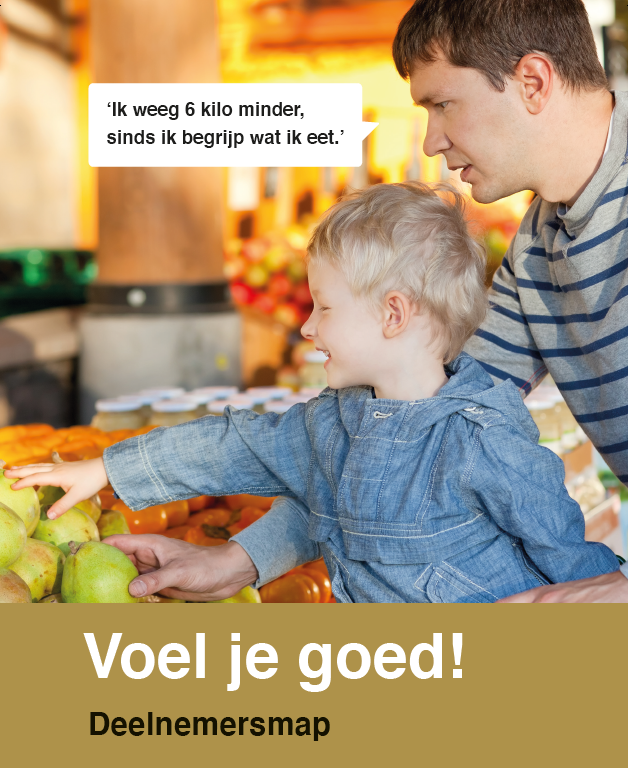 ‘Ik weeg 6 kilo minder,
sinds ik begrijp wat ik eet.’
Voel je goed!
Deelnemersmap